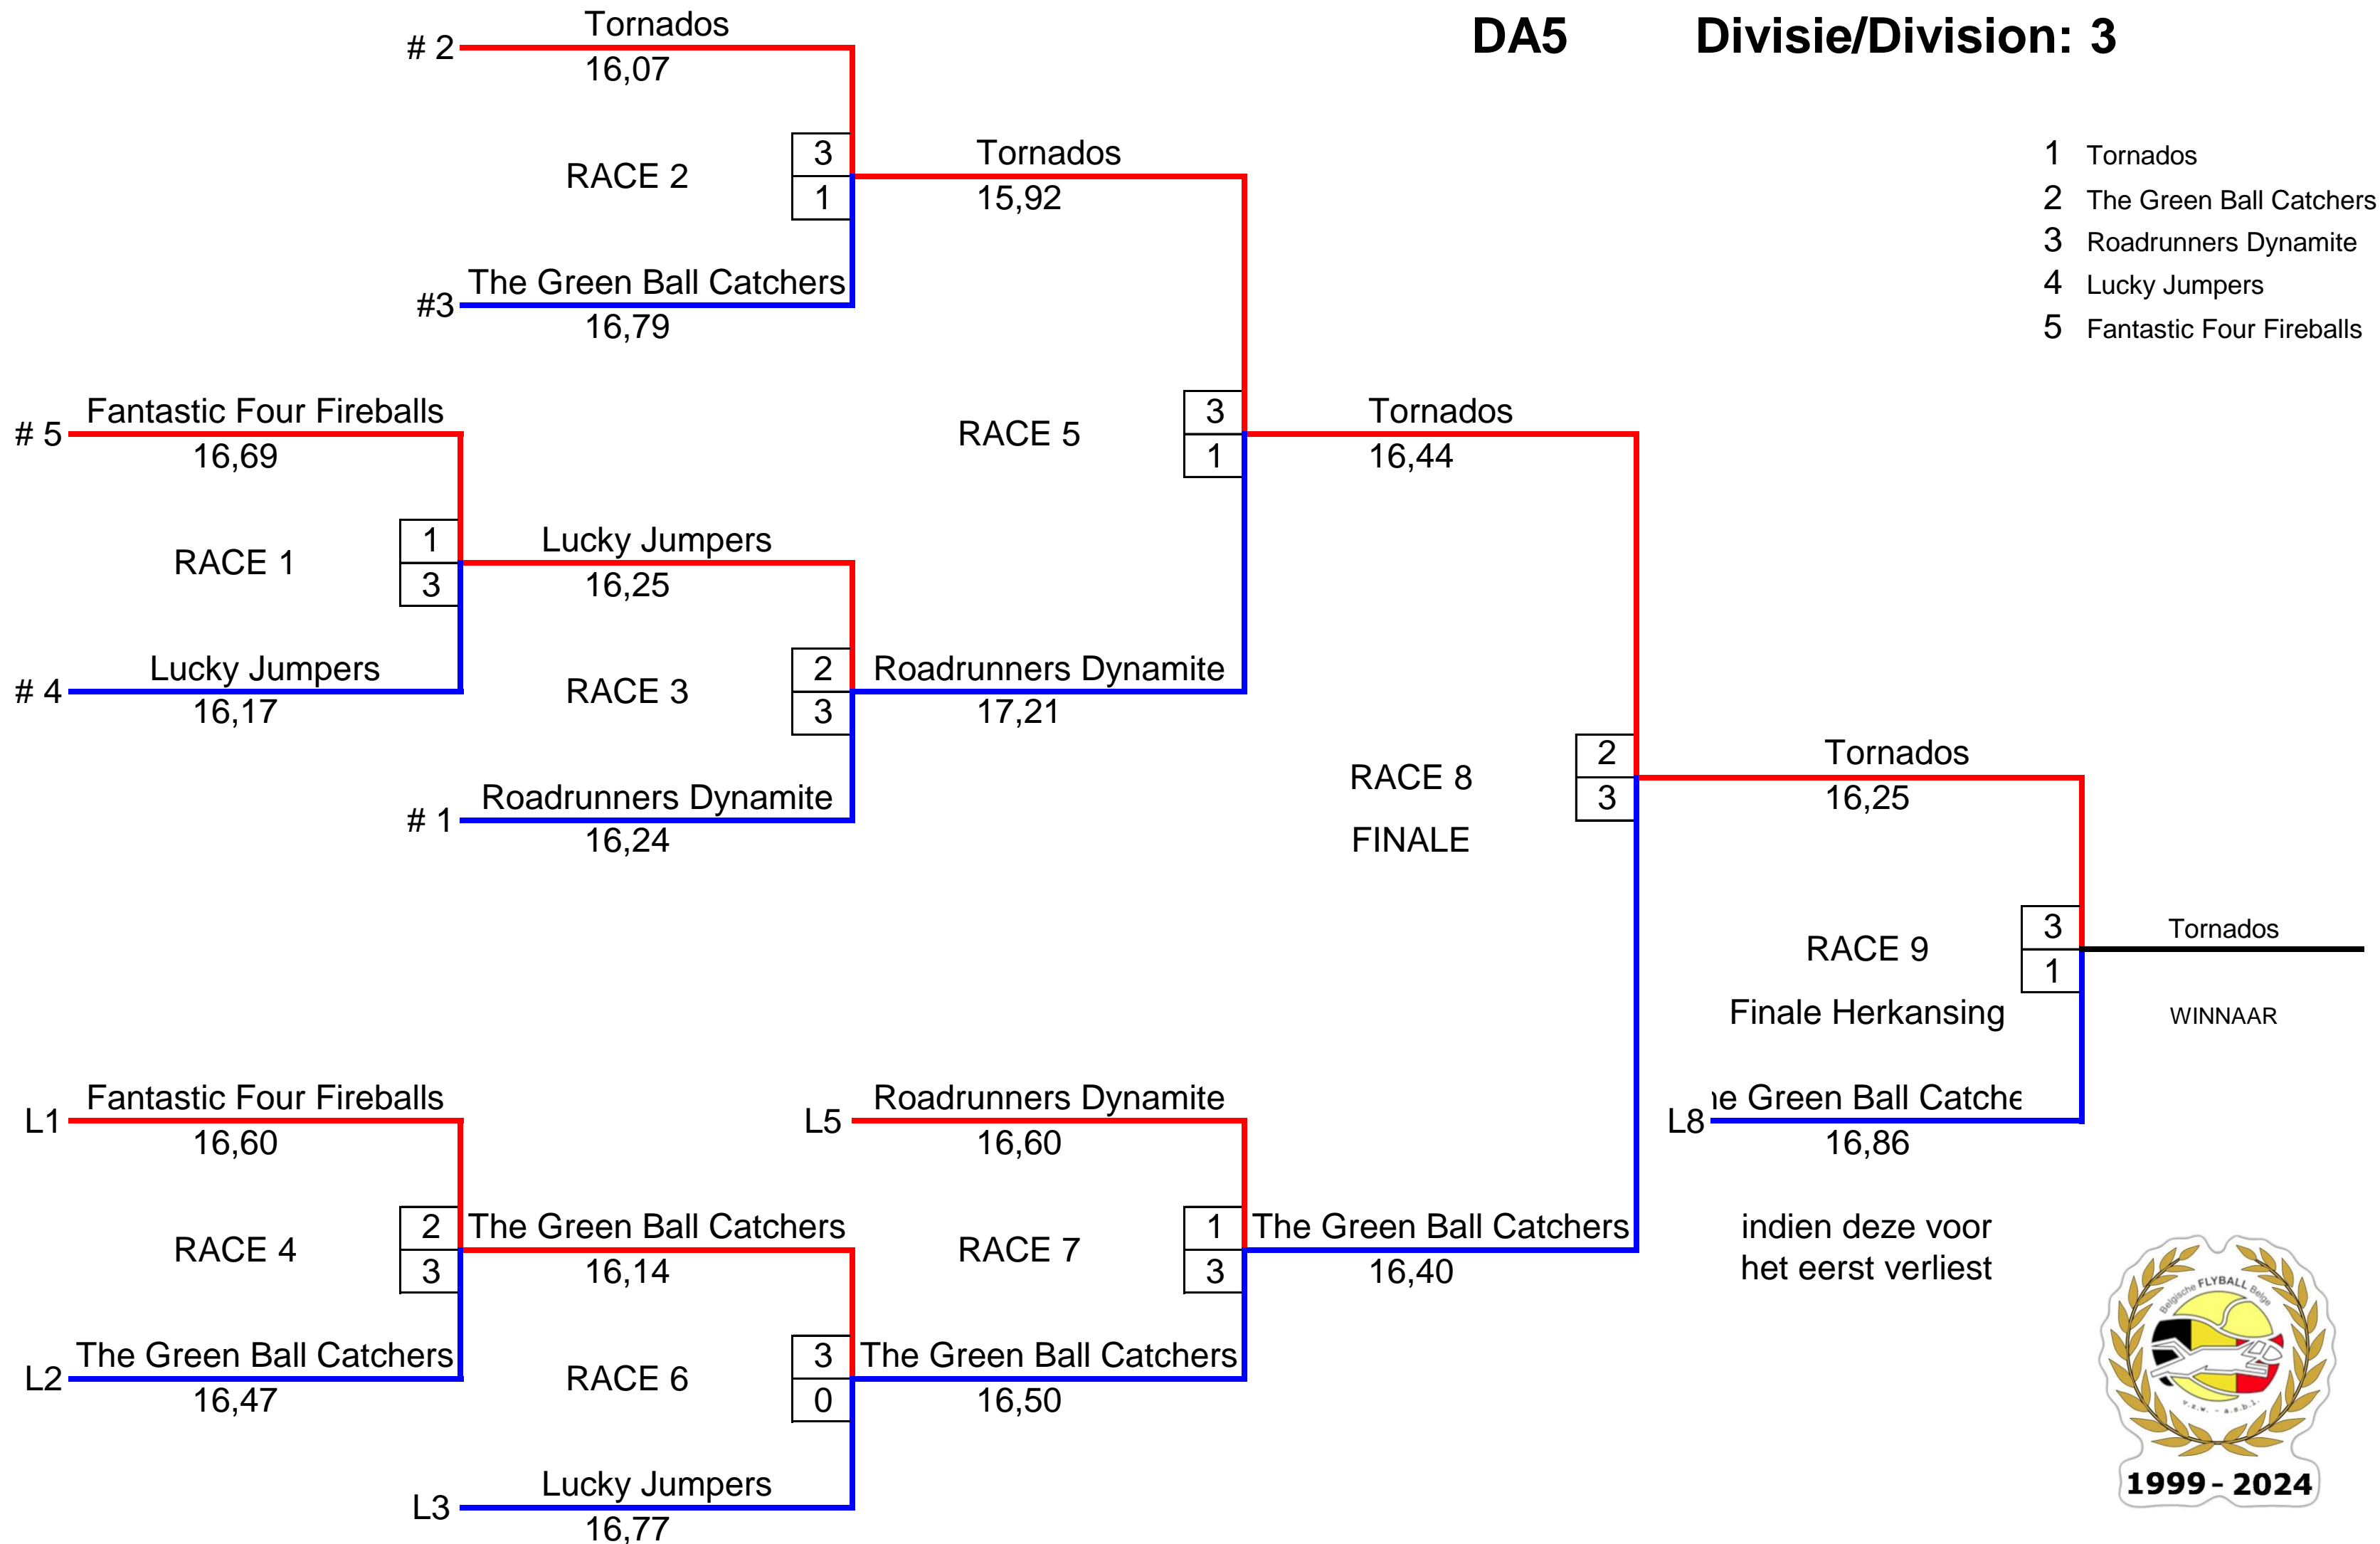 DA5 Divisie/Division: 3
Tornados
# 2
16,07
RACE 2
3
1
Tornados
15,92
The Green Ball Catchers
#3
16,79
1 Tornados
2 The Green Ball Catchers
3 Roadrunners Dynamite
4 Lucky Jumpers
5 Fantastic Four Fireballs
Fantastic Four Fireballs
# 5
16,69
RACE 1
1
3
Lucky Jumpers
16,25
Lucky Jumpers
# 4
16,17
RACE 3
2
3
Roadrunners Dynamite
17,21
Roadrunners Dynamite
# 1
16,24
RACE 5
3
1
Tornados
16,44
RACE 8
2
3
FINALE
Tornados
16,25
RACE 9
3
1
Finale Herkansing
Tornados
WINNAAR
Fantastic Four Fireballs
L1
16,60
RACE 4
2
3
The Green Ball Catchers
16,14
The Green Ball Catchers
L2
16,47
RACE 6
3
0
The Green Ball Catchers
16,50
Lucky Jumpers
L3
16,77
Roadrunners Dynamite
L5
16,60
RACE 7
1
3
The Green Ball Catchers
16,40
Green Ball Catche
L8
16,86
indien deze voor
het eerst verliest
Belgische FLYBALL Belge
v.z.w. - a.s.b.l.
1999 - 2024